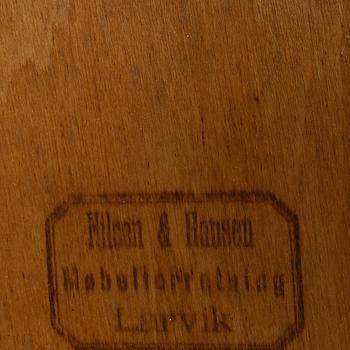 Nilsen & Hansen
Møbelforretning
Larvik